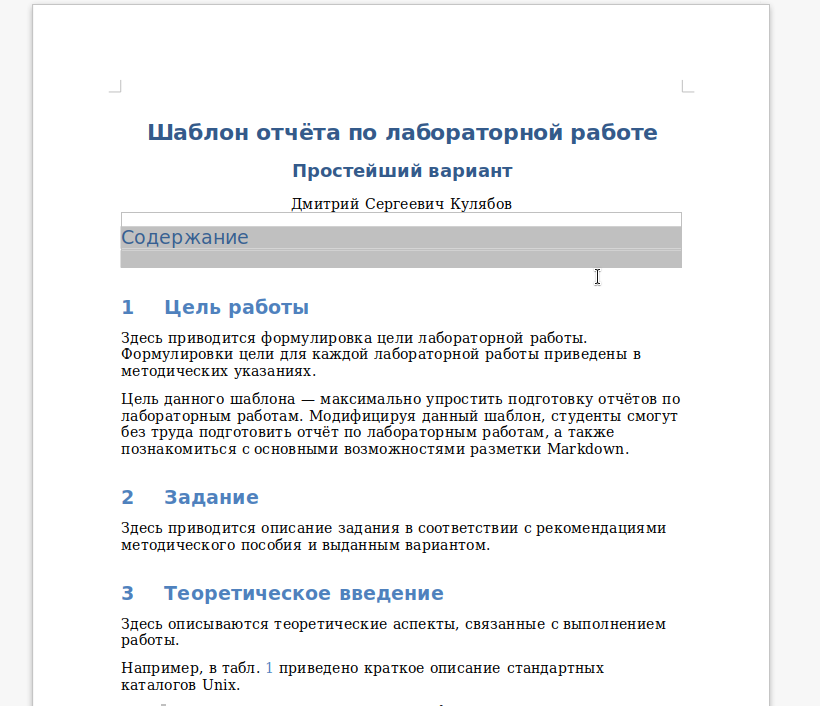 Шаблон отчёта по лабораторной работе
Простейший вариант
Дмитрий Сергеевич Кулябов
Содержание
1 Цель работы
Здесь приводится формулировка цели лабораторной работы.
Формулировки цели для каждой лабораторной работы приведены в
методических указаниях.
Цель данного шаблона — максимально упростить подготовку отчётов по
лабораторным работам. Модифицируя данный шаблон, студенты смогут
без труда подготовить отчёт по лабораторным работам, а также
познакомиться с основными возможностями разметки Markdown.
2 Задание
Здесь приводится описание задания в соответствии с рекомендациями
методического пособия и выданным вариантом.
3 Теоретическое введение
Здесь описываются теоретические аспекты, связанные с выполнением
работы.
Например, в табл. 1 приведено краткое описание стандартных
каталогов Unix.